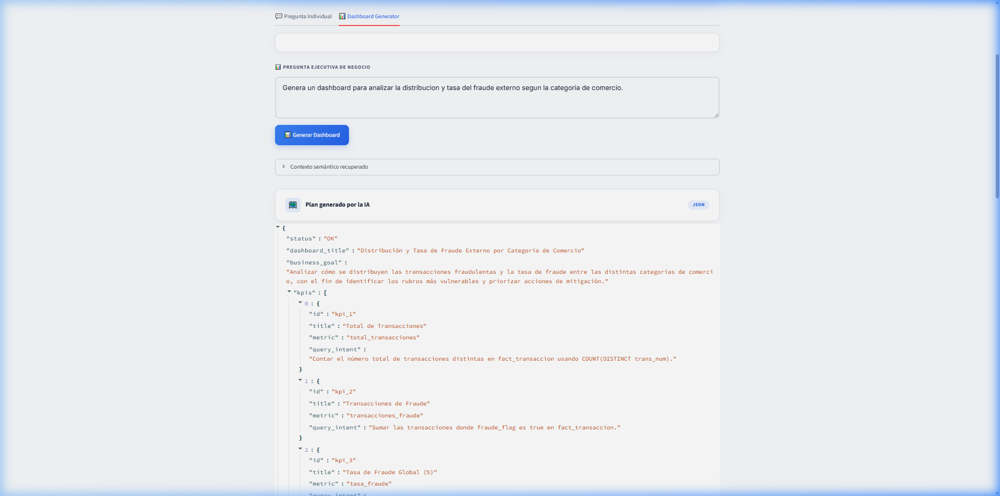 Pregunta Individual
Dashboard Generator
PREGUNTA EJECUTIVA DE NEGOCIO
Genera un dashboard para analizar la distribucion y tasa del fraude externo segun la categoria de comercio.
Generar Dashboard
Contexto semántico recuperado
Plan generado por la IA
JSON
{
"status" : "OK"
"dashboard_title" : "Distribución y Tasa de Fraude Externo por Categoría de Comercio"
"business_goal" :
"Analizar cómo se distribuyen las transacciones fraudulentas y la tasa de fraude entre las distintas categorías de comerci
o, con el fin de identificar los rubros más vulnerables y priorizar acciones de mitigación."
"kpis" : [
0 : {
"id" : "kpi_1"
"title" : "Total de Transacciones"
"metric" : "total_transacciones"
"query_intent" :
"Contar el número total de transacciones distintas en fact_transaccion usando COUNT(DISTINCT trans_num)."
}
1 : {
"id" : "kpi_2"
"title" : "Transacciones de Fraude"
"metric" : "transacciones_fraude"
"query_intent" : "Sumar las transacciones donde fraude_flag es true en fact_transaccion."
}
2 : {
"id" : "kpi_3"
"title" : "Tasa de Fraude Global (%)"
"metric" : "tasa_fraude"
"query_intent" :